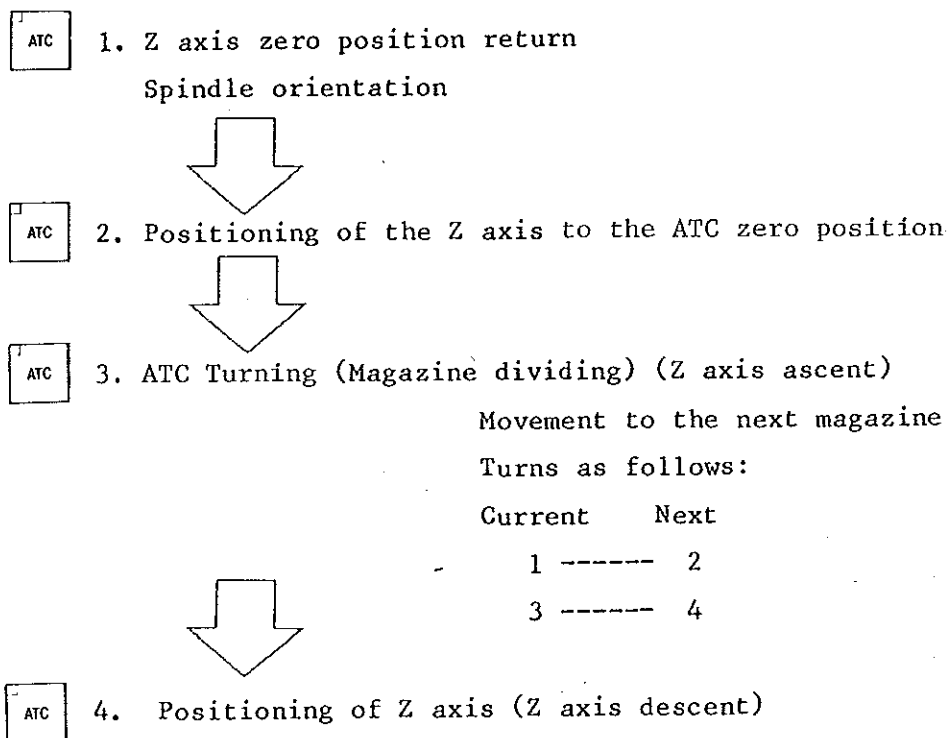 ATC 1. Z axis zero position return
Spindle orientation
ATC 2. Positioning of the Z axis to the ATC zero position
ATC 3. ATC Turning (Magazine dividing) (Z axis ascent)
Movement to the next magazine
Turns as follows:
Current Next
1 ------ 2
3 ------ 4
ATC 4. Positioning of Z axis (Z axis descent)